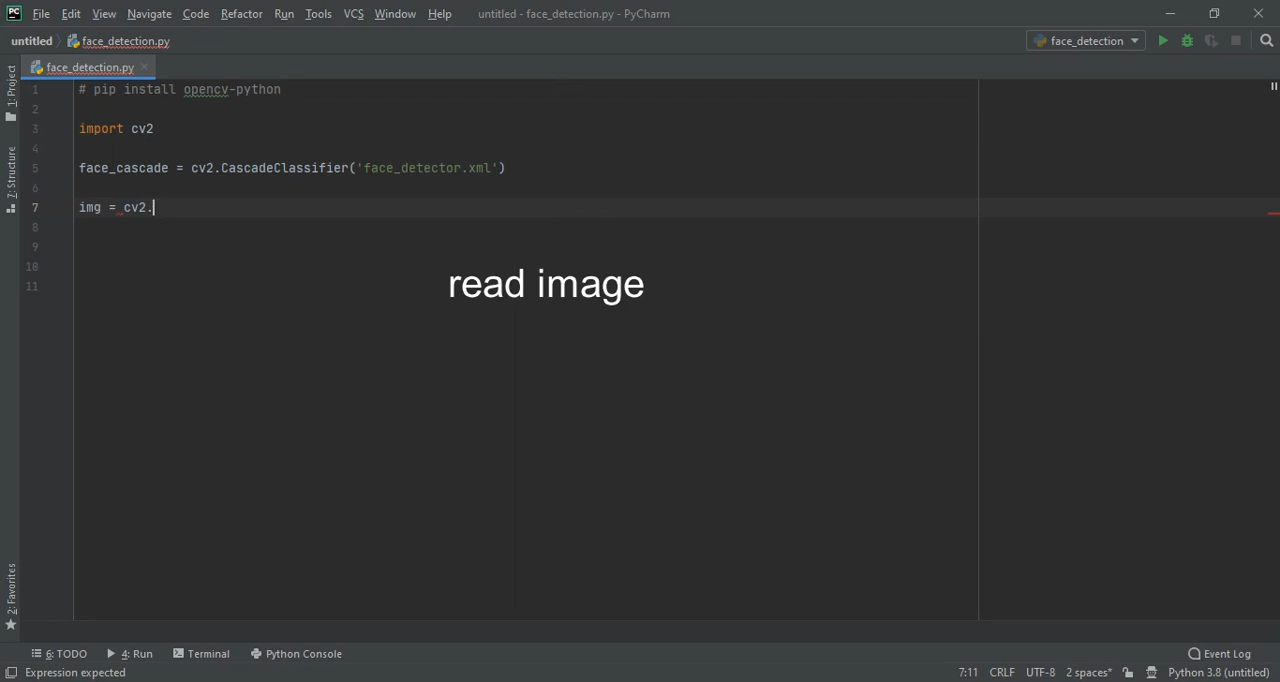 File Edit View Navigate Code Refactor Run Tools VCS Window Help untitled - face_detection.py - PyCharm
untitled face_detection.py face_detection
1: Project
7: Structure
2: Favorites
face_detection.py
1 # pip install opencv-python
2
3 import cv2
4
5 face_cascade = cv2.CascadeClassifier('face_detector.xml')
6
7 img = cv2.
8
9
10
11
read image
6: TODO 4: Run Terminal Python Console Event Log
Expression expected 7:11 CRLF UTF-8 2 spaces* Python 3.8 (untitled)